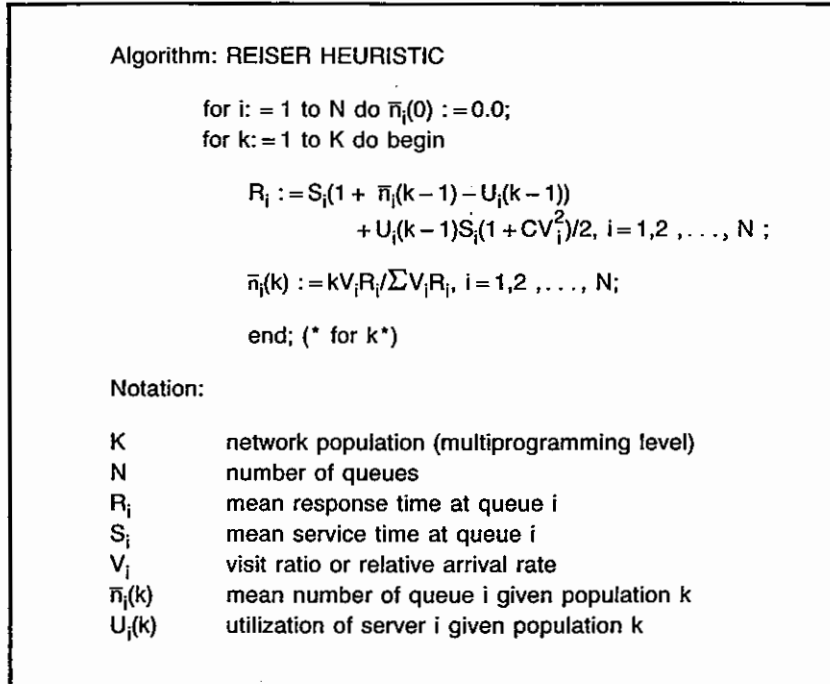 Algorithm: REISER HEURISTIC
for i: = 1 to N do n̅ᵢ(0) :=0.0;
for k:=1 to K do begin
Rᵢ :=Sᵢ(1 + n̅ᵢ(k−1)−Uᵢ(k−1))
+Uᵢ(k−1)Sᵢ(1+CVᵢ²)/2, i=1,2 ,..., N ;
n̅ᵢ(k) :=kVᵢRᵢ/∑VⱼRⱼ, i=1,2 ,..., N;
end; (* for k*)
Notation:
K network population (multiprogramming level)
N number of queues
Rᵢ mean response time at queue i
Sᵢ mean service time at queue i
Vᵢ visit ratio or relative arrival rate
n̅ᵢ(k) mean number of queue i given population k
Uᵢ(k) utilization of server i given population k